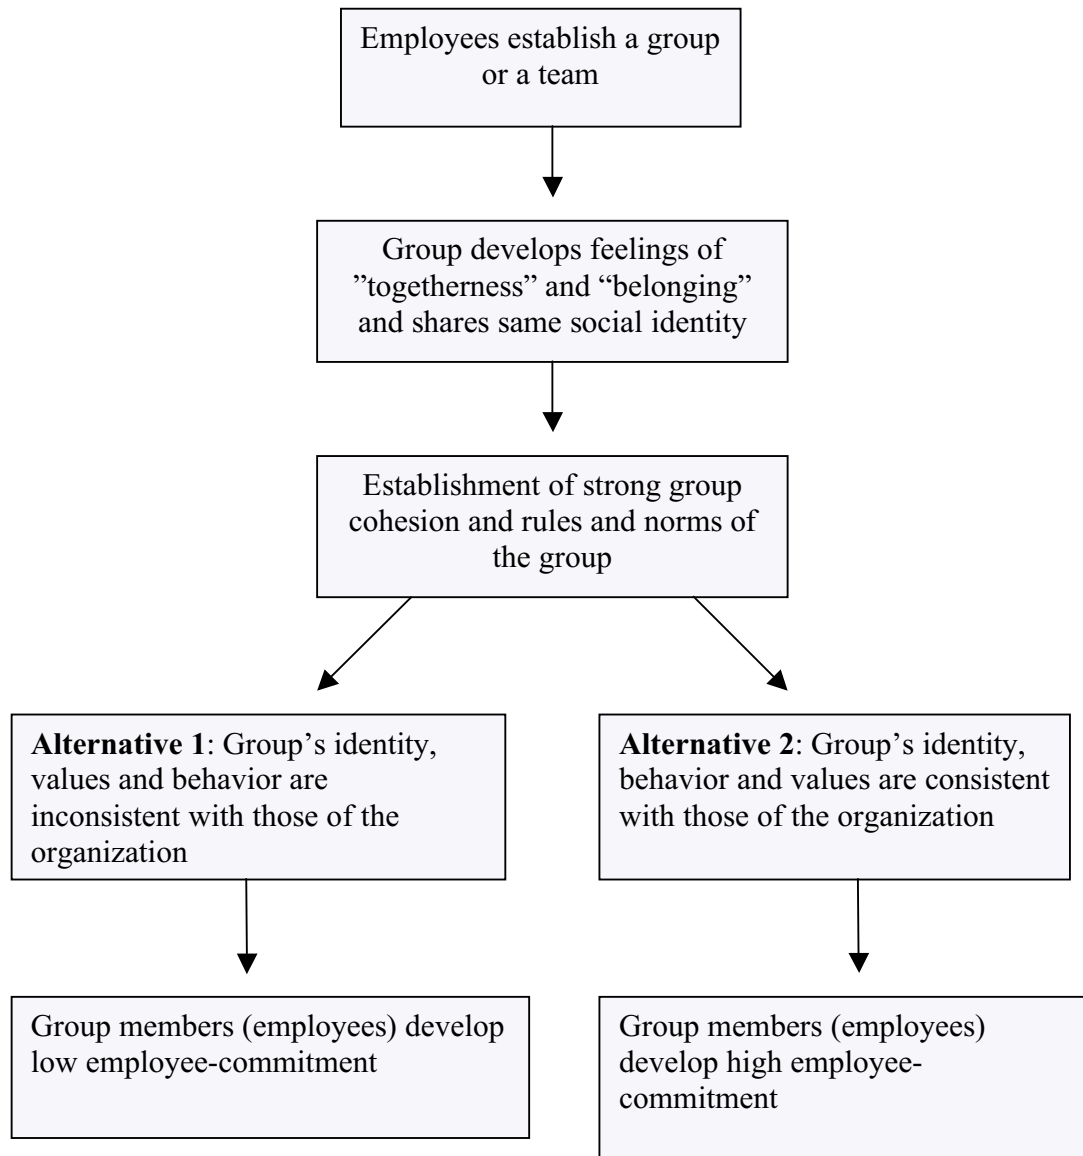 Employees establish a group
or a team
Group develops feelings of
”togetherness” and “belonging”
and shares same social identity
Establishment of strong group
cohesion and rules and norms of
the group
Alternative 1: Group’s identity,
values and behavior are
inconsistent with those of the
organization
Alternative 2: Group’s identity,
behavior and values are consistent
with those of the organization
Group members (employees) develop
low employee-commitment
Group members (employees)
develop high employee-
commitment